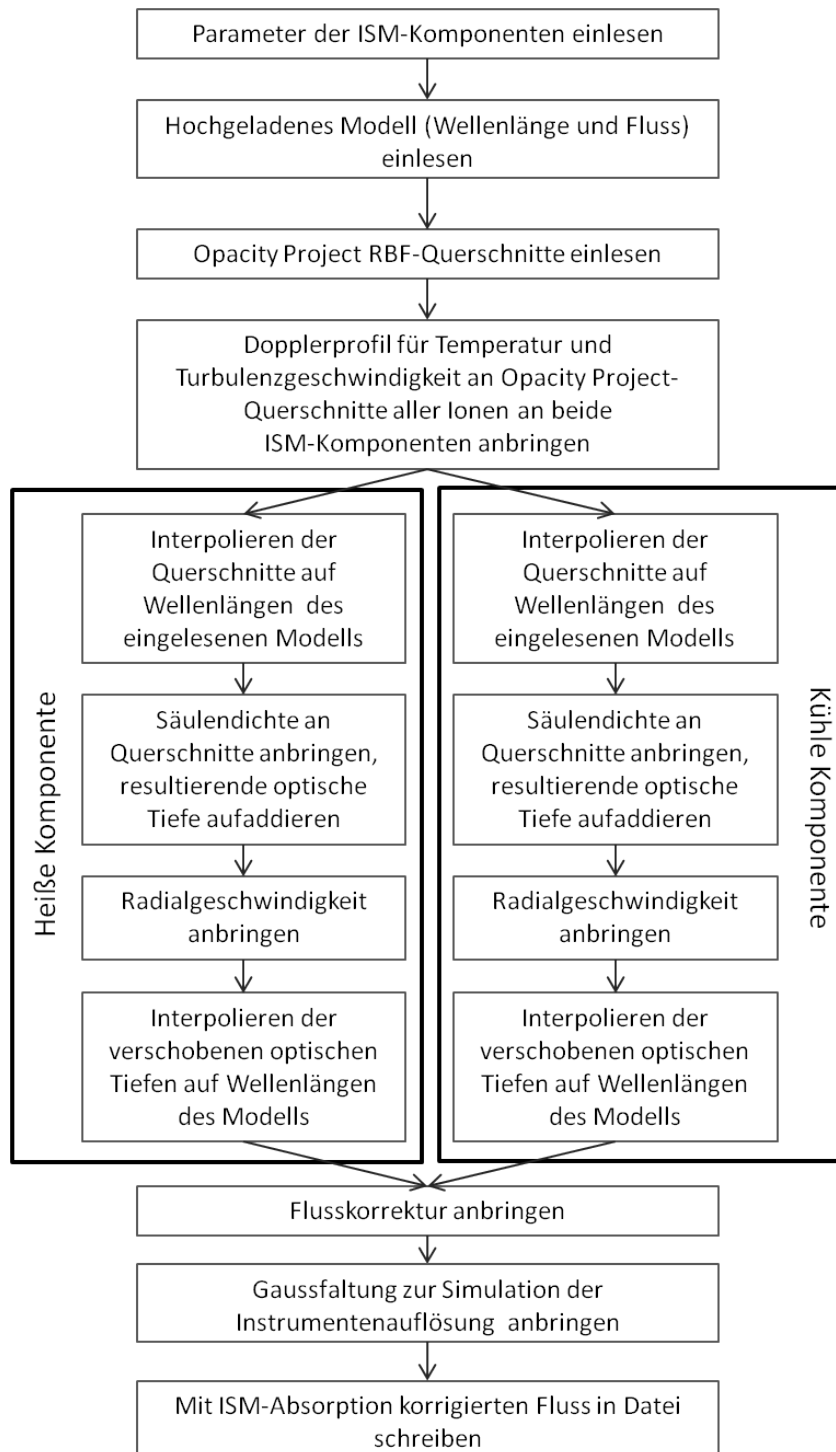 Parameter der ISM-Komponenten einlesen
Hochgeladenes Modell (Wellenlänge und Fluss)
einlesen
Opacity Project RBF-Querschnitte einlesen
Dopplerprofil für Temperatur und
Turbulenzgeschwindigkeit an Opacity Project-
Querschnitte aller Ionen an beide
ISM-Komponenten anbringen
Heiße Komponente
Interpolieren der
Querschnitte auf
Wellenlängen des
eingelesenen Modells
Säulendichte an
Querschnitte anbringen,
resultierende optische
Tiefe aufaddieren
Radialgeschwindigkeit
anbringen
Interpolieren der
verschobenen optischen
Tiefen auf Wellenlängen
des Modells
Kühle Komponente
Interpolieren der
Querschnitte auf
Wellenlängen des
eingelesenen Modells
Säulendichte an
Querschnitte anbringen,
resultierende optische
Tiefe aufaddieren
Radialgeschwindigkeit
anbringen
Interpolieren der
verschobenen optischen
Tiefen auf Wellenlängen
des Modells
Flusskorrektur anbringen
Gaussfaltung zur Simulation der
Instrumentenauflösung anbringen
Mit ISM-Absorption korrigierten Fluss in Datei
schreiben